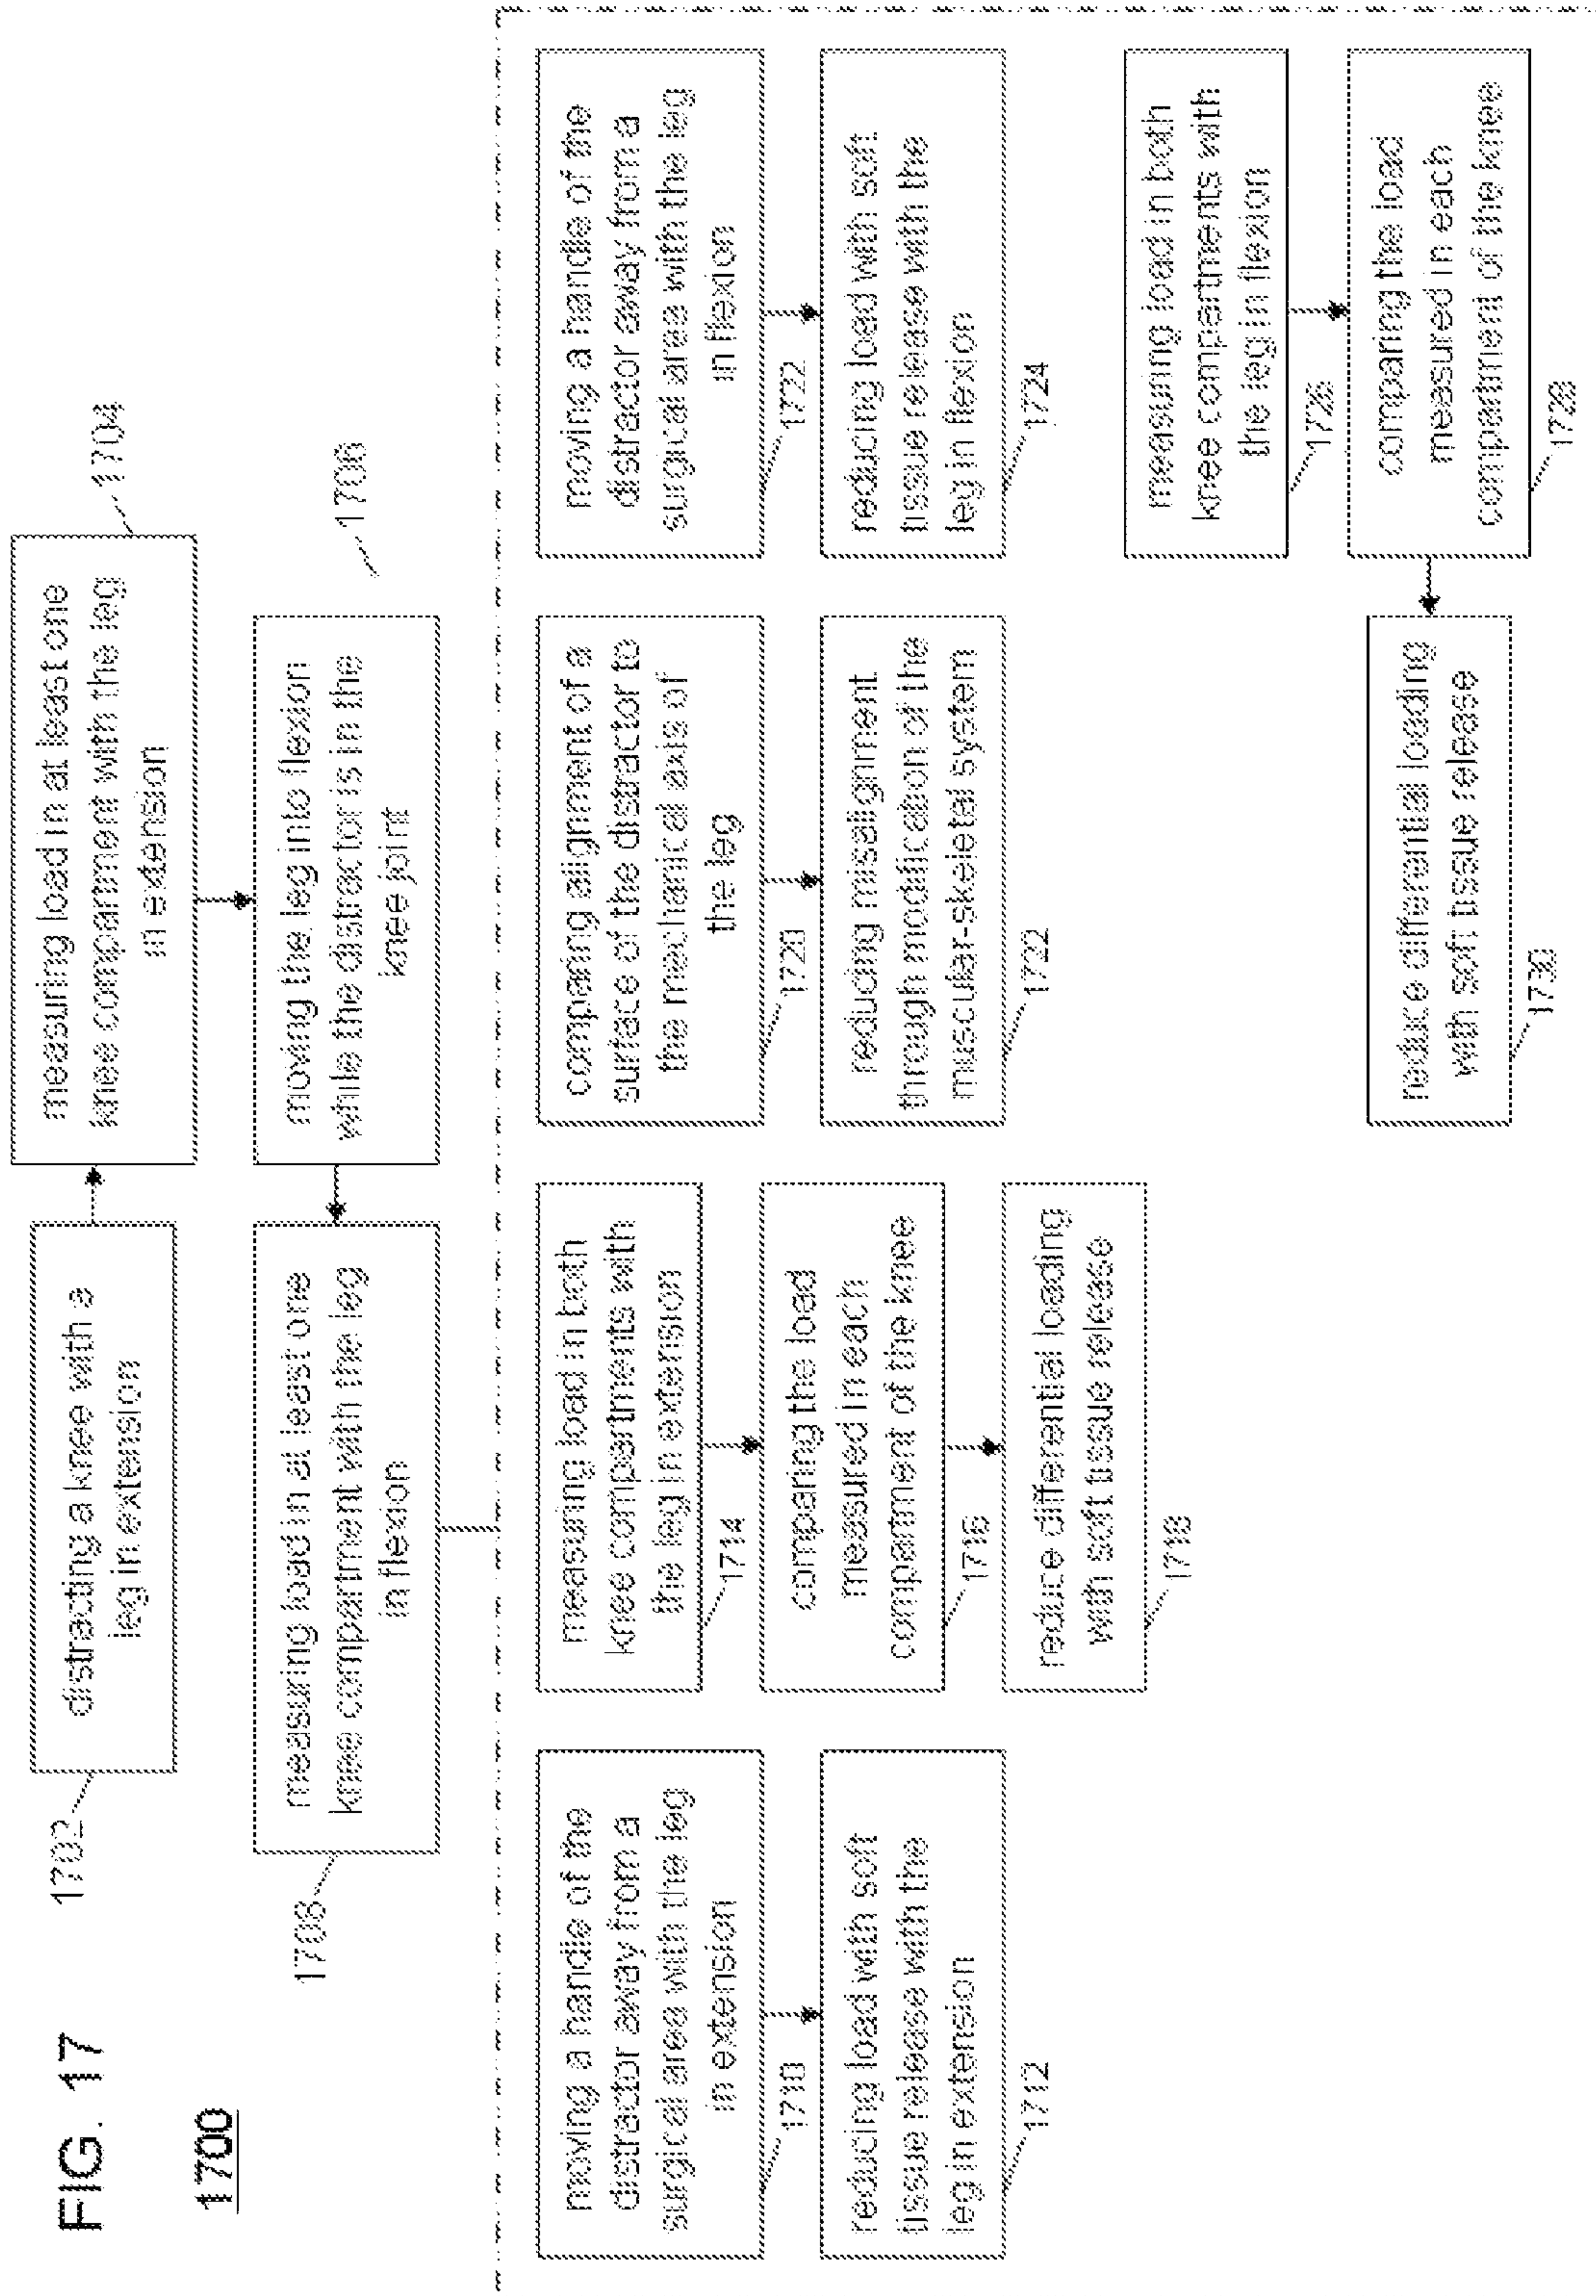 FIG. 17
1700
1702
distracting a knee with a
leg in extension
measuring load in at least one
knee compartment with the leg
in extension
1704
moving the leg into flexion
while the distractor is in the
knee joint
1706
1708
measuring load in at least one
knee compartment with the leg
in flexion
moving a handle of the
distractor away from a
surgical area with the leg
in extension
1710
reducing load with soft
tissue release with the
leg in extension
1712
measuring load in both
knee compartments with
the leg in extension
1714
comparing the load
measured in each
compartment of the knee
1716
reduce differential loading
with soft tissue release
1718
comparing alignment of a
surface of the distractor to
the mechanical axis of
the leg
1720
reducing misalignment
through modification of the
muscular-skeletal system
1722
moving a handle of the
distractor away from a
surgical area with the leg
in flexion
1722
reducing load with soft
tissue release with the
leg in flexion
1724
measuring load in both
knee compartments with
the leg in flexion
1726
comparing the load
measured in each
compartment of the knee
1728
reduce differential loading
with soft tissue release
1730